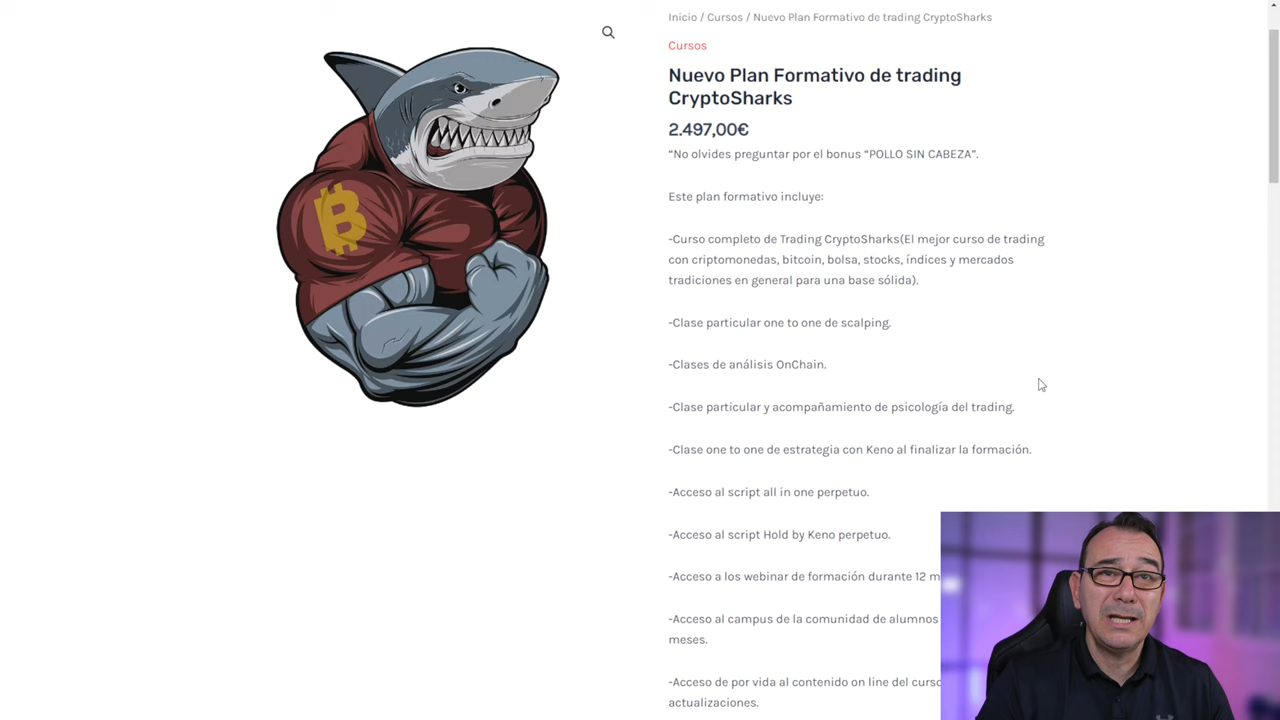 Inicio / Cursos / Nuevo Plan Formativo de trading CryptoSharks
Cursos
Nuevo Plan Formativo de trading
CryptoSharks
2.497,00€
“No olvides preguntar por el bonus “POLLO SIN CABEZA”.
Este plan formativo incluye:
-Curso completo de Trading CryptoSharks(El mejor curso de trading
con criptomonedas, bitcoin, bolsa, stocks, índices y mercados
tradiciones en general para una base sólida).
-Clase particular one to one de scalping.
-Clases de análisis OnChain.
-Clase particular y acompañamiento de psicología del trading.
-Clase one to one de estrategia con Keno al finalizar la formación.
-Acceso al script all in one perpetuo.
-Acceso al script Hold by Keno perpetuo.
-Acceso a los webinar de formación durante 12 m
-Acceso al campus de la comunidad de alumnos
meses.
-Acceso de por vida al contenido on line del curso
actualizaciones.